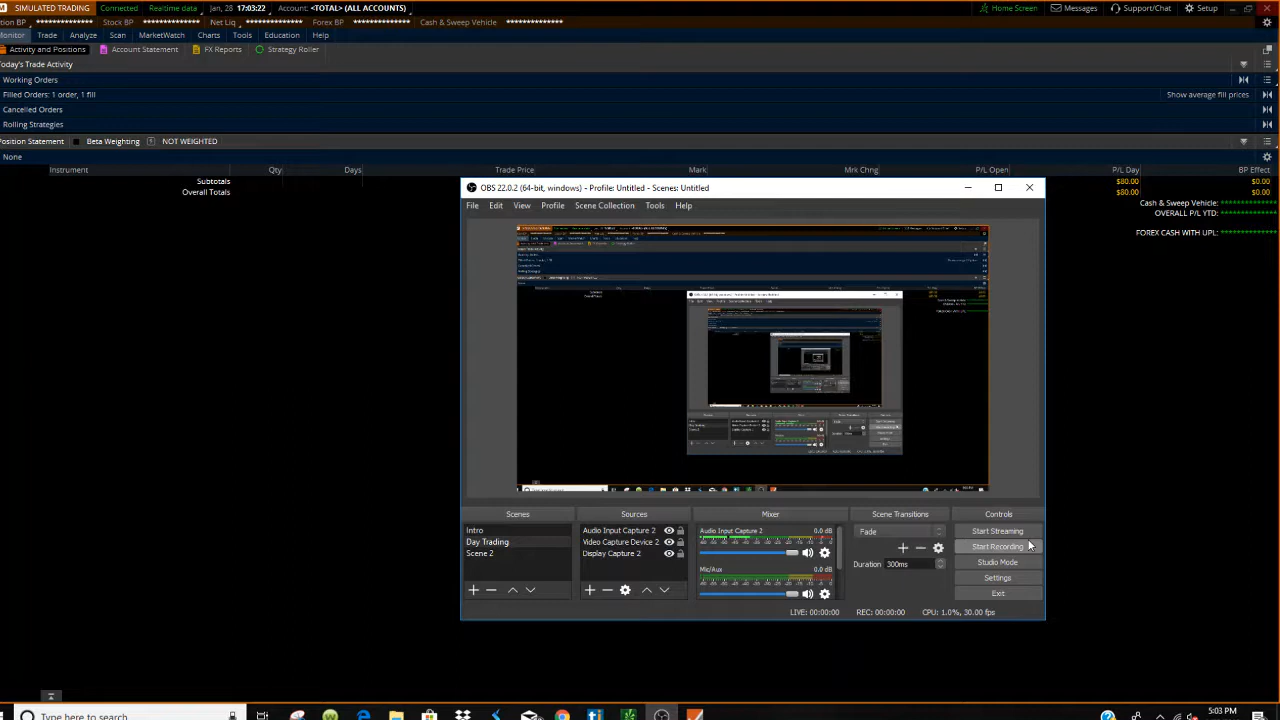 M SIMULATED TRADING Connected Realtime data Jan, 28 17:03:22 Account: <TOTAL> (ALL ACCOUNTS) Home Screen Messages Support/Chat Setup
tion BP ************** Stock BP ************** Net Liq ************** Forex BP ************** Cash & Sweep Vehicle **************
Monitor Trade Analyze Scan MarketWatch Charts Tools Education Help
Activity and Positions Account Statement FX Reports Strategy Roller
Today's Trade Activity
Working Orders
Filled Orders: 1 order, 1 fill Show average fill prices
Cancelled Orders
Rolling Strategies
Position Statement Beta Weighting NOT WEIGHTED
None
Instrument Qty Days Trade Price Mark Mrk Chng P/L Open P/L Day BP Effect
Subtotals $80.00 $0.00
Overall Totals $80.00 $0.00
Cash & Sweep Vehicle: **********
OVERALL P/L YTD: **********
FOREX CASH WITH UPL: **********
OBS 22.0.2 (64-bit, windows) - Profile: Untitled - Scenes: Untitled
File Edit View Profile Scene Collection Tools Help
Scenes Sources Mixer Scene Transitions Controls
Intro Audio Input Capture 2 Audio Input Capture 2 0.0 dB Fade Start Streaming
Day Trading Video Capture Device 2 Start Recording
Scene 2 Display Capture 2 Studio Mode
Duration 300ms
Mic/Aux 0.0 dB Settings
Exit
LIVE: 00:00:00 REC: 00:00:00 CPU: 1.0%, 30.00 fps
Type here to search 5:03 PM